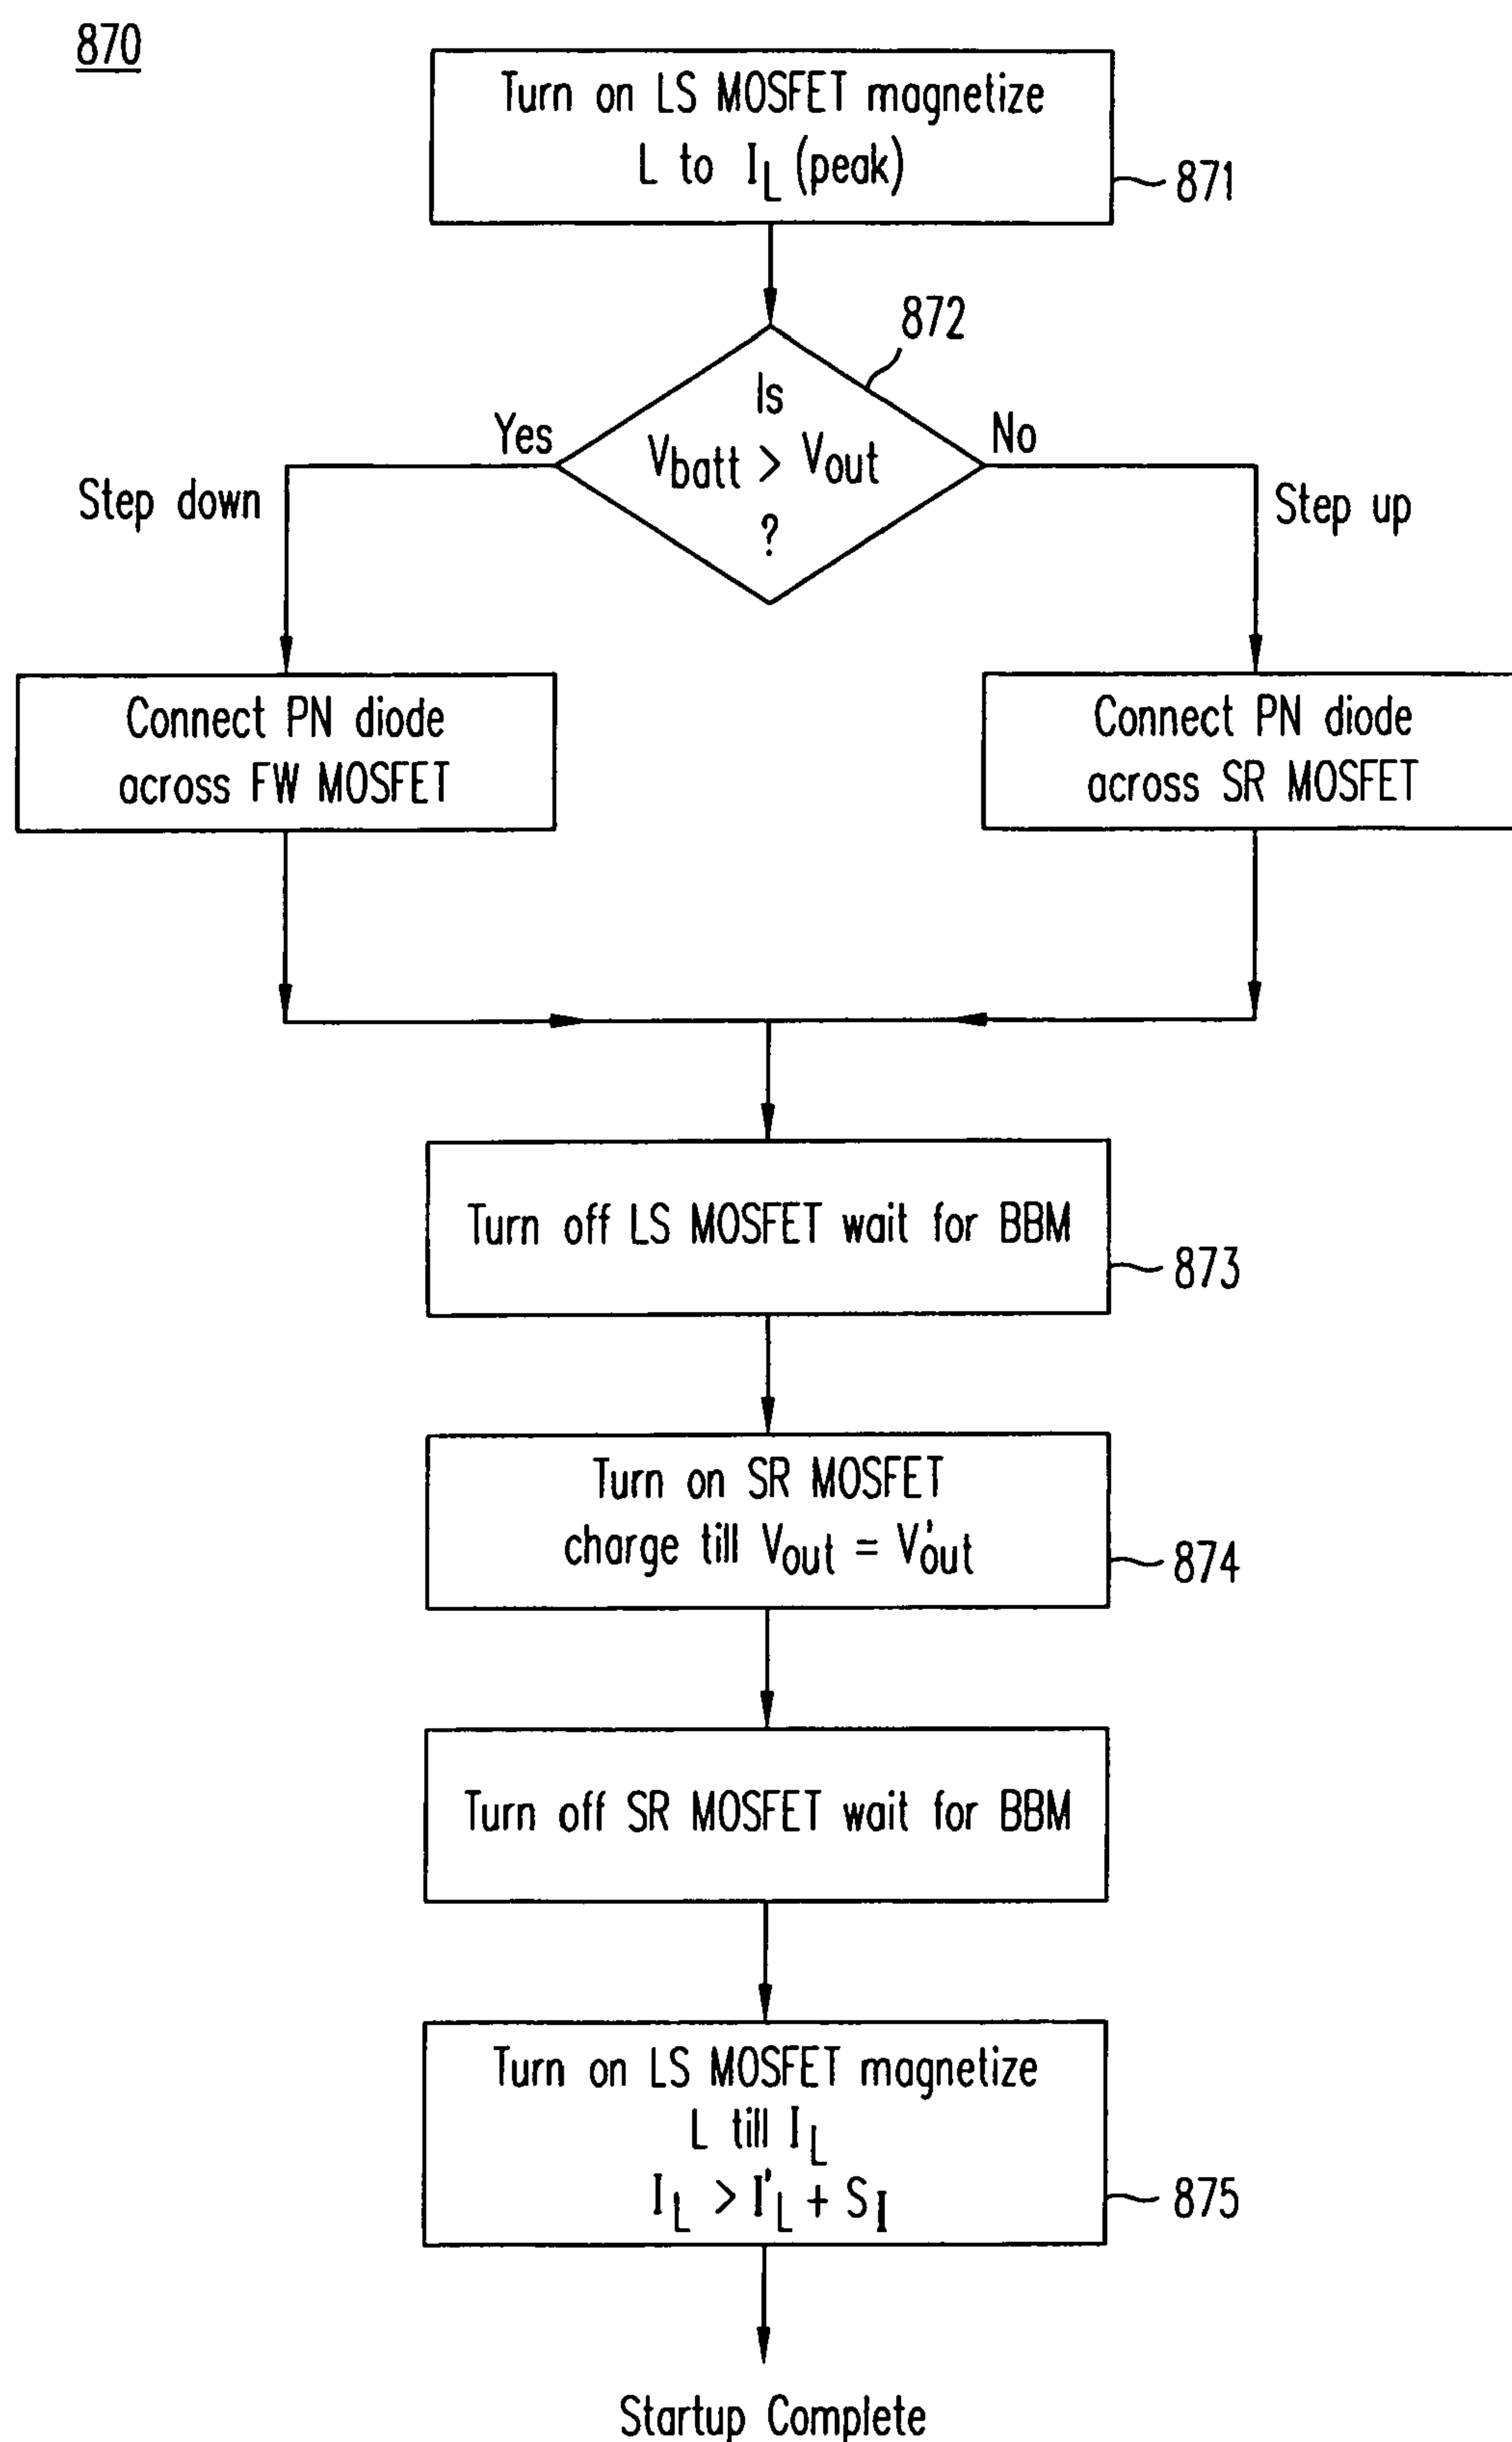 870
Turn on LS MOSFET magnetize
L to IL (peak)
871
872
Is
Vbatt > Vout
?
Yes
No
Step down
Step up
Connect PN diode
across FW MOSFET
Connect PN diode
across SR MOSFET
Turn off LS MOSFET wait for BBM
873
Turn on SR MOSFET
charge till Vout = V'out
874
Turn off SR MOSFET wait for BBM
Turn on LS MOSFET magnetize
L till IL
IL > I'L + SI
875
Startup Complete